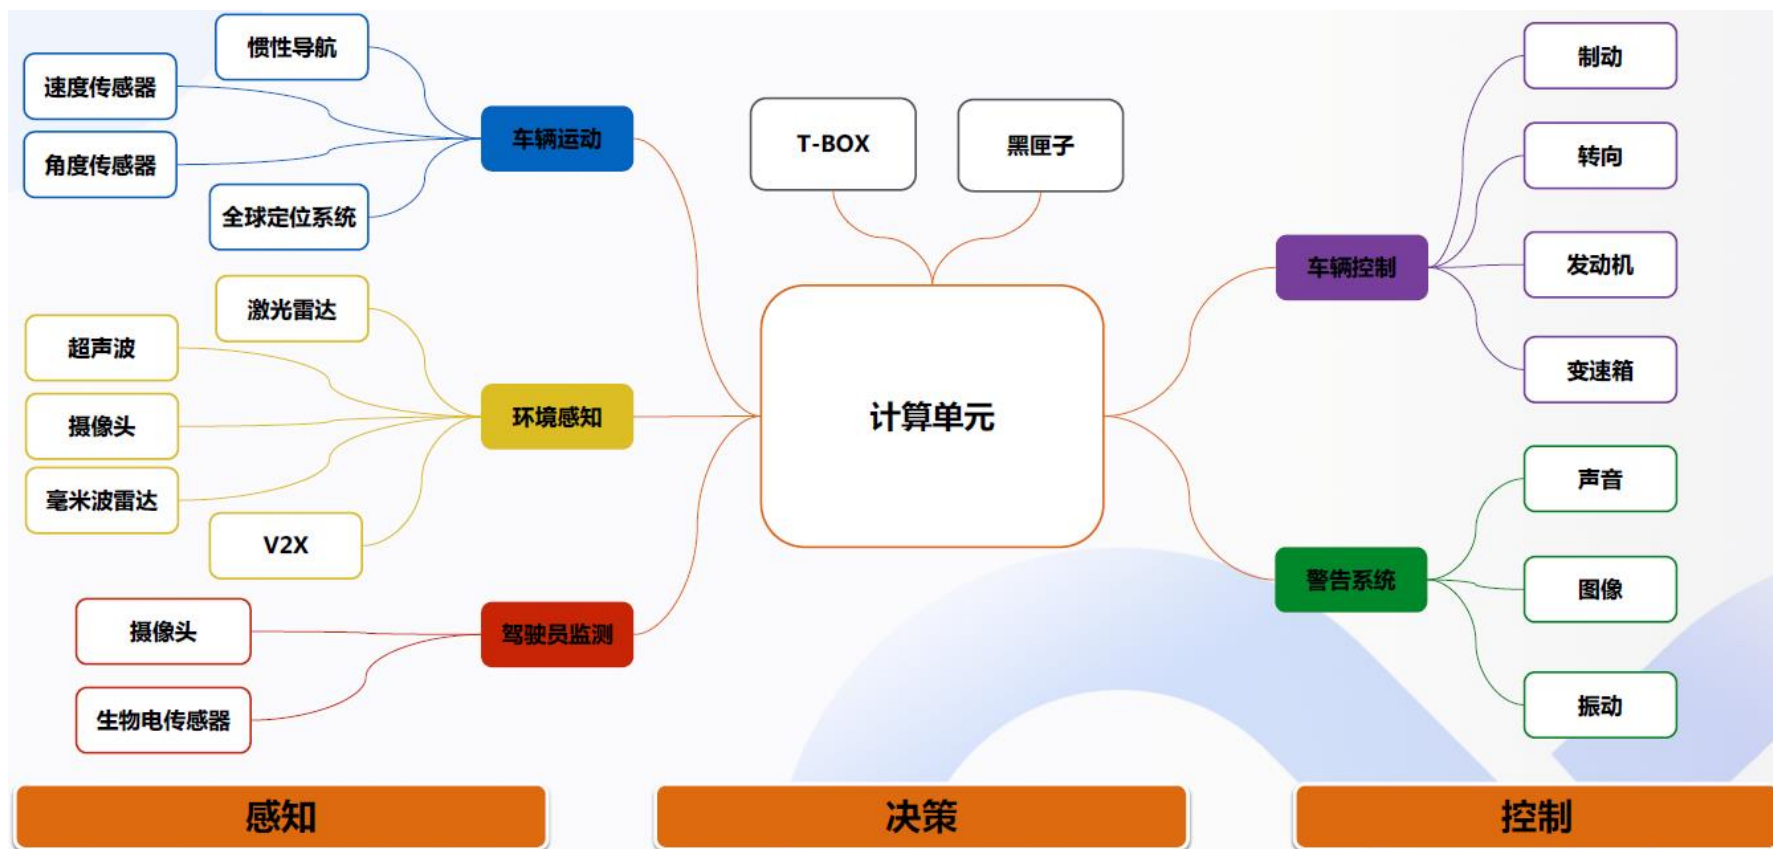 惯性导航
速度传感器
角度传感器
全球定位系统
车辆运动
激光雷达
超声波
摄像头
毫米波雷达
V2X
环境感知
摄像头
生物电传感器
驾驶员监测
T-BOX
黑匣子
计算单元
车辆控制
制动
转向
发动机
变速箱
警告系统
声音
图像
振动
感知
决策
控制